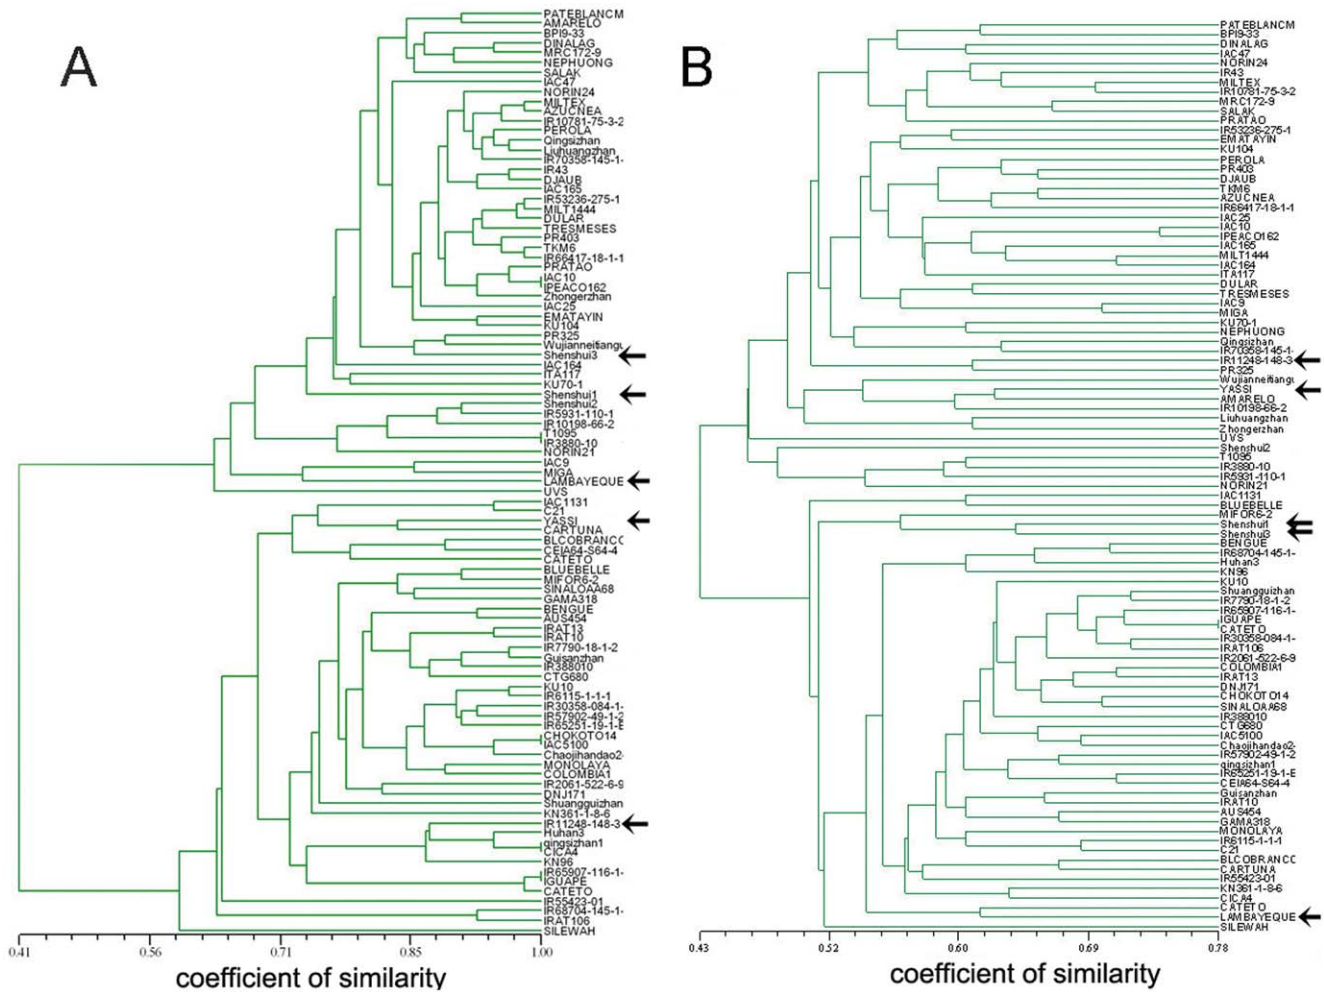 A
PATEBLANCM
AMARELO
BPI9-33
DINALAG
MRC172-9
NEPHUONG
SALAK
IAC47
NORIN24
MILTEX
AZUCNEA
IR10781-75-3-2
PEROLA
Qingsizhan
Liuhuangzhan
IR70358-145-1-
IR43
DJAUB
IAC165
IR53236-275-1
MILT1444
DULAR
TRESMESES
PR403
TKM6
IR66417-18-1-1
PRATAO
IAC10
IPEACO162
Zhongerzhan
IAC25
EMATAYIN
KU104
PR325
Wujianneitiangu
Shenshui3
IAC164
ITA117
KU70-1
Shenshui1
Shenshui2
IR5931-110-1
IR10198-66-2
T1095
IR3880-10
NORIN21
IAC9
MIGA
LAMBAYEQUE
UVS
IAC1131
C21
YASSI
CARTUNA
BLCOBRANCC
CEIA64-S64-4
CATETO
BLUEBELLE
MIFOR6-2
SINALOAA68
GAMA318
BENGUE
AUS454
IRAT13
IRAT10
IR7790-18-1-2
Guisanzhan
IR388010
CTG680
KU10
IR6115-1-1-1
IR30358-084-1-
IR57902-49-1-2
IR65251-19-1-E
CHOKOTO14
IAC5100
Chaojihandao2-
MONOLAYA
COLOMBIA1
IR2061-522-6-9
DNJ171
Shuangguizhan
KN361-1-8-6
IR11248-148-3
Huhan3
qingsizhan1
CICA4
KN96
IR65907-116-1-
IGUAPE
CATETO
IR55423-01
IR68704-145-1-
IRAT106
SILEWAH
0.41 0.56 0.71 0.85 1.00
coefficient of similarity
B
PATEBLANCM
BPI9-33
DINALAG
IAC47
NORIN24
IR43
MILTEX
IR10781-75-3-2
MRC172-9
SALAK
PRATAO
IR53236-275-1
EMATAYIN
KU104
PEROLA
PR403
DJAUB
TKM6
AZUCNEA
IR66417-18-1-1
IAC25
IAC10
IPEACO162
IAC165
MILT1444
IAC164
ITA117
DULAR
TRESMESES
IAC9
MIGA
KU70-1
NEPHUONG
Qingsizhan
IR70358-145-1-
IR11248-148-3
PR325
Wujianneitiangu
YASSI
AMARELO
IR10198-66-2
Liuhuangzhan
Zhongerzhan
UVS
Shenshui2
T1095
IR3880-10
IR5931-110-1
NORIN21
IAC1131
BLUEBELLE
MIFOR6-2
Shenshui1
Shenshui3
BENGUE
IR68704-145-1-
Huhan3
KN96
KU10
Shuangguizhan
IR7790-18-1-2
IR65907-116-1-
IGUAPE
CATETO
IR30358-084-1-
IRAT106
IR2061-522-6-9
COLOMBIA1
IRAT13
DNJ171
CHOKOTO14
SINALOAA68
IR388010
CTG680
IAC5100
Chaojihandao2-
IR57902-49-1-2
qingsizhan1
IR65251-19-1-E
CEIA64-S64-4
Guisanzhan
IRAT10
AUS454
GAMA318
MONOLAYA
IR6115-1-1-1
C21
BLCOBRANCC
CARTUNA
IR55423-01
KN361-1-8-6
CICA4
CATETO
LAMBAYEQUE
SILEWAH
0.43 0.52 0.60 0.69 0.78
coefficient of similarity